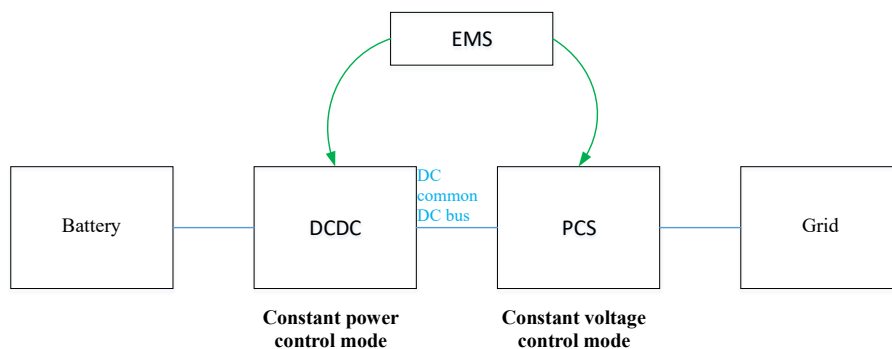 EMS
DC
common
DC bus
Battery
DCDC
PCS
Grid
Constant power
control mode
Constant voltage
control mode